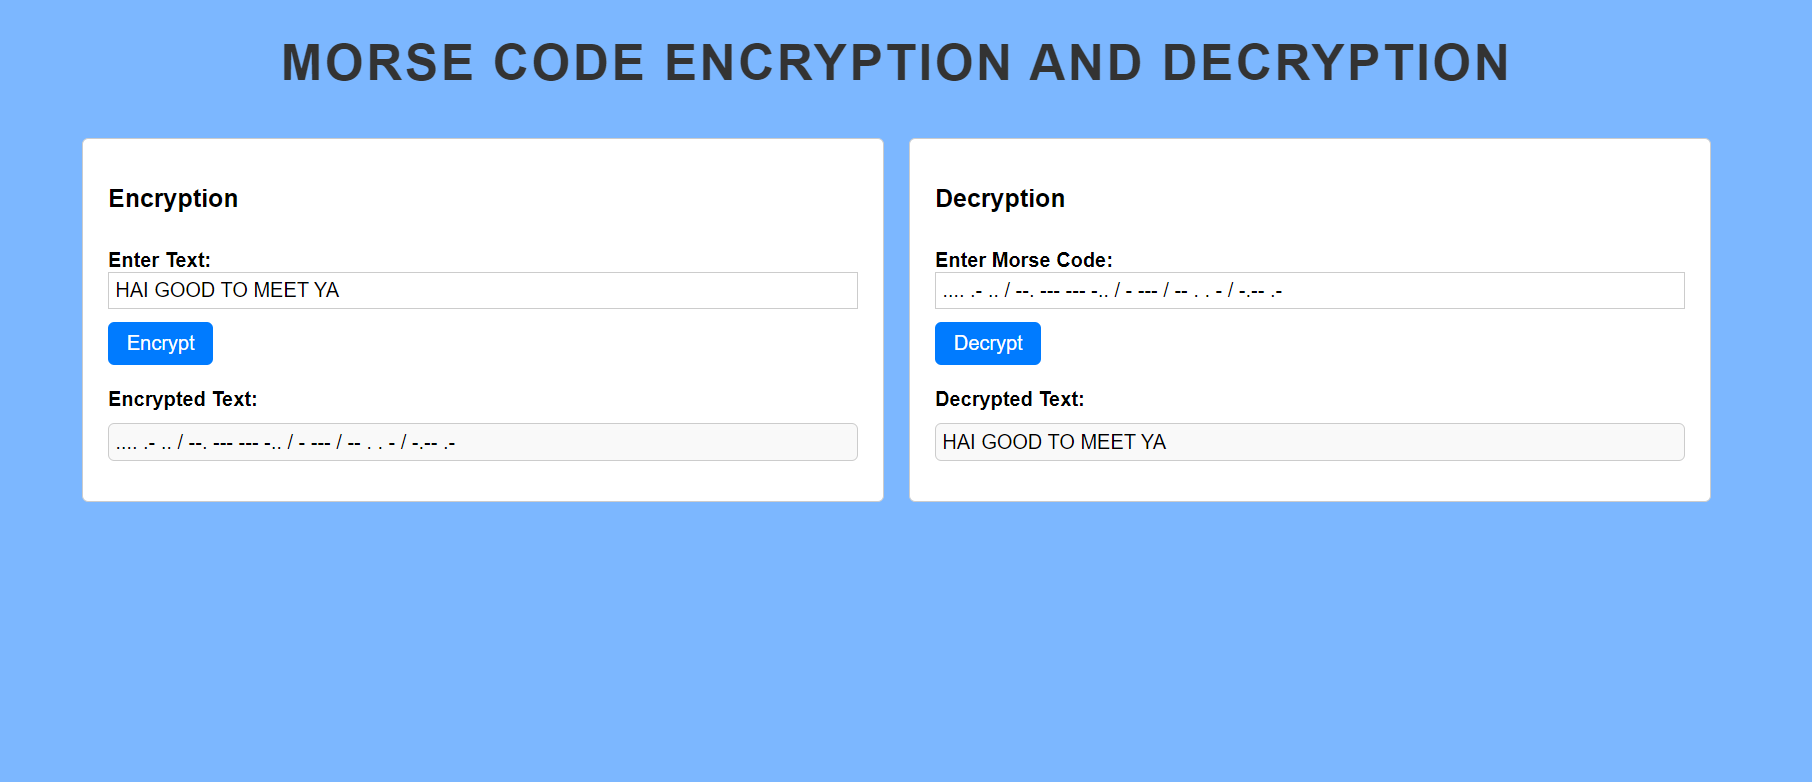 MORSE CODE ENCRYPTION AND DECRYPTION
Encryption
Enter Text:
HAI GOOD TO MEET YA
Encrypt
Encrypted Text:
.... .- .. / --. --- --- -.. / - --- / -- . . - / -.-- .-
Decryption
Enter Morse Code:
.... .- .. / --. --- --- -.. / - --- / -- . . - / -.-- .-
Decrypt
Decrypted Text:
HAI GOOD TO MEET YA